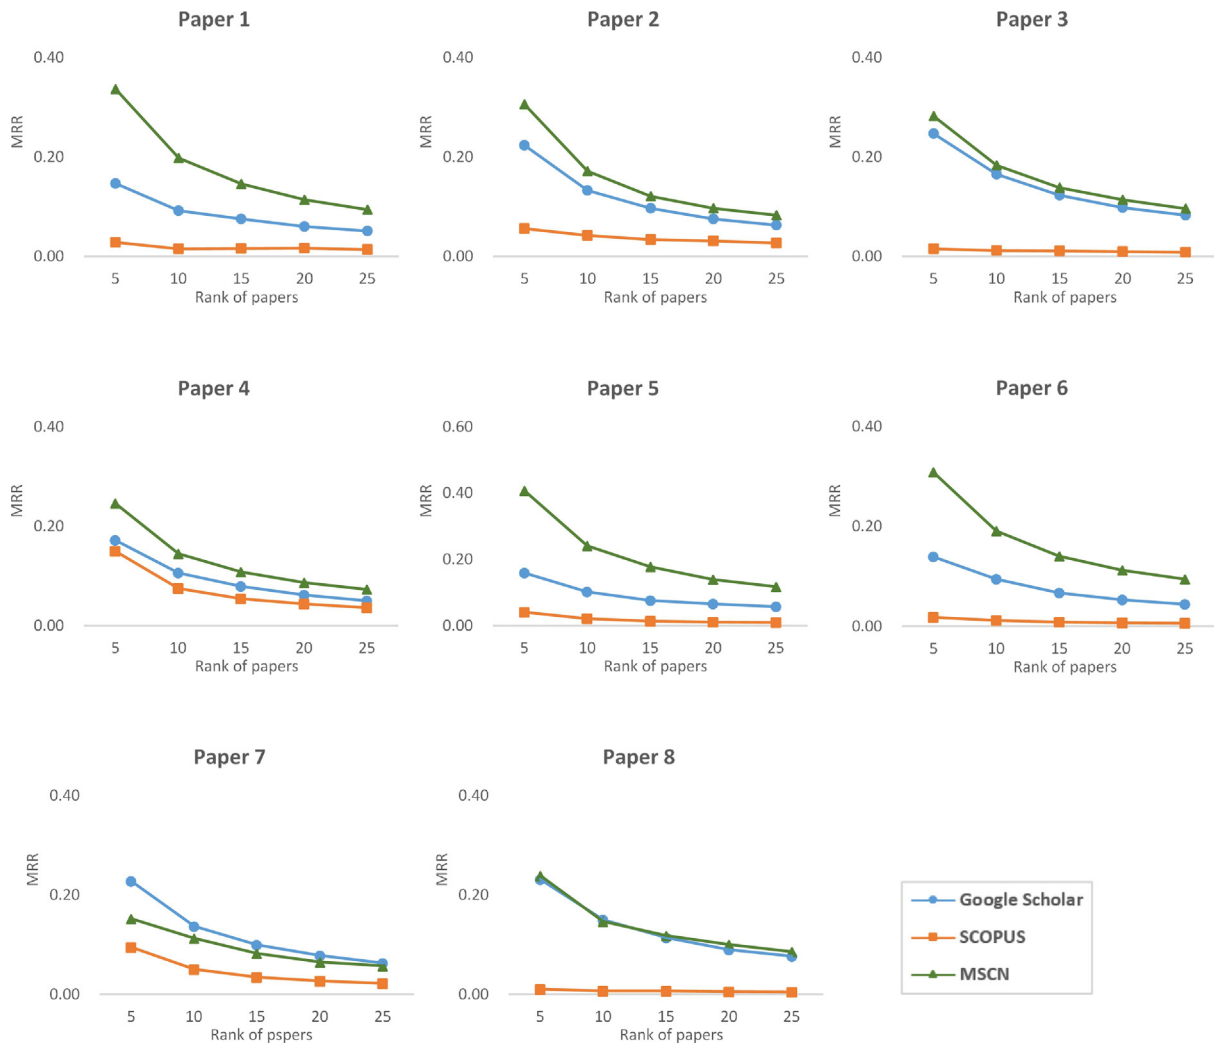 Paper 1
0.40
0.20
0.00
MRR
5 10 15 20 25
Rank of papers
Paper 2
0.40
0.20
0.00
MRR
5 10 15 20 25
Rank of papers
Paper 3
0.40
0.20
0.00
MRR
5 10 15 20 25
Rank of papers
Paper 4
0.40
0.20
0.00
MRR
5 10 15 20 25
Rank of papers
Paper 5
0.60
0.40
0.20
0.00
MRR
5 10 15 20 25
Rank of papers
Paper 6
0.40
0.20
0.00
MRR
5 10 15 20 25
Rank of papers
Paper 7
0.40
0.20
0.00
MRR
5 10 15 20 25
Rank of pspers
Paper 8
0.40
0.20
0.00
MRR
5 10 15 20 25
Rank of papers
Google Scholar
SCOPUS
MSCN